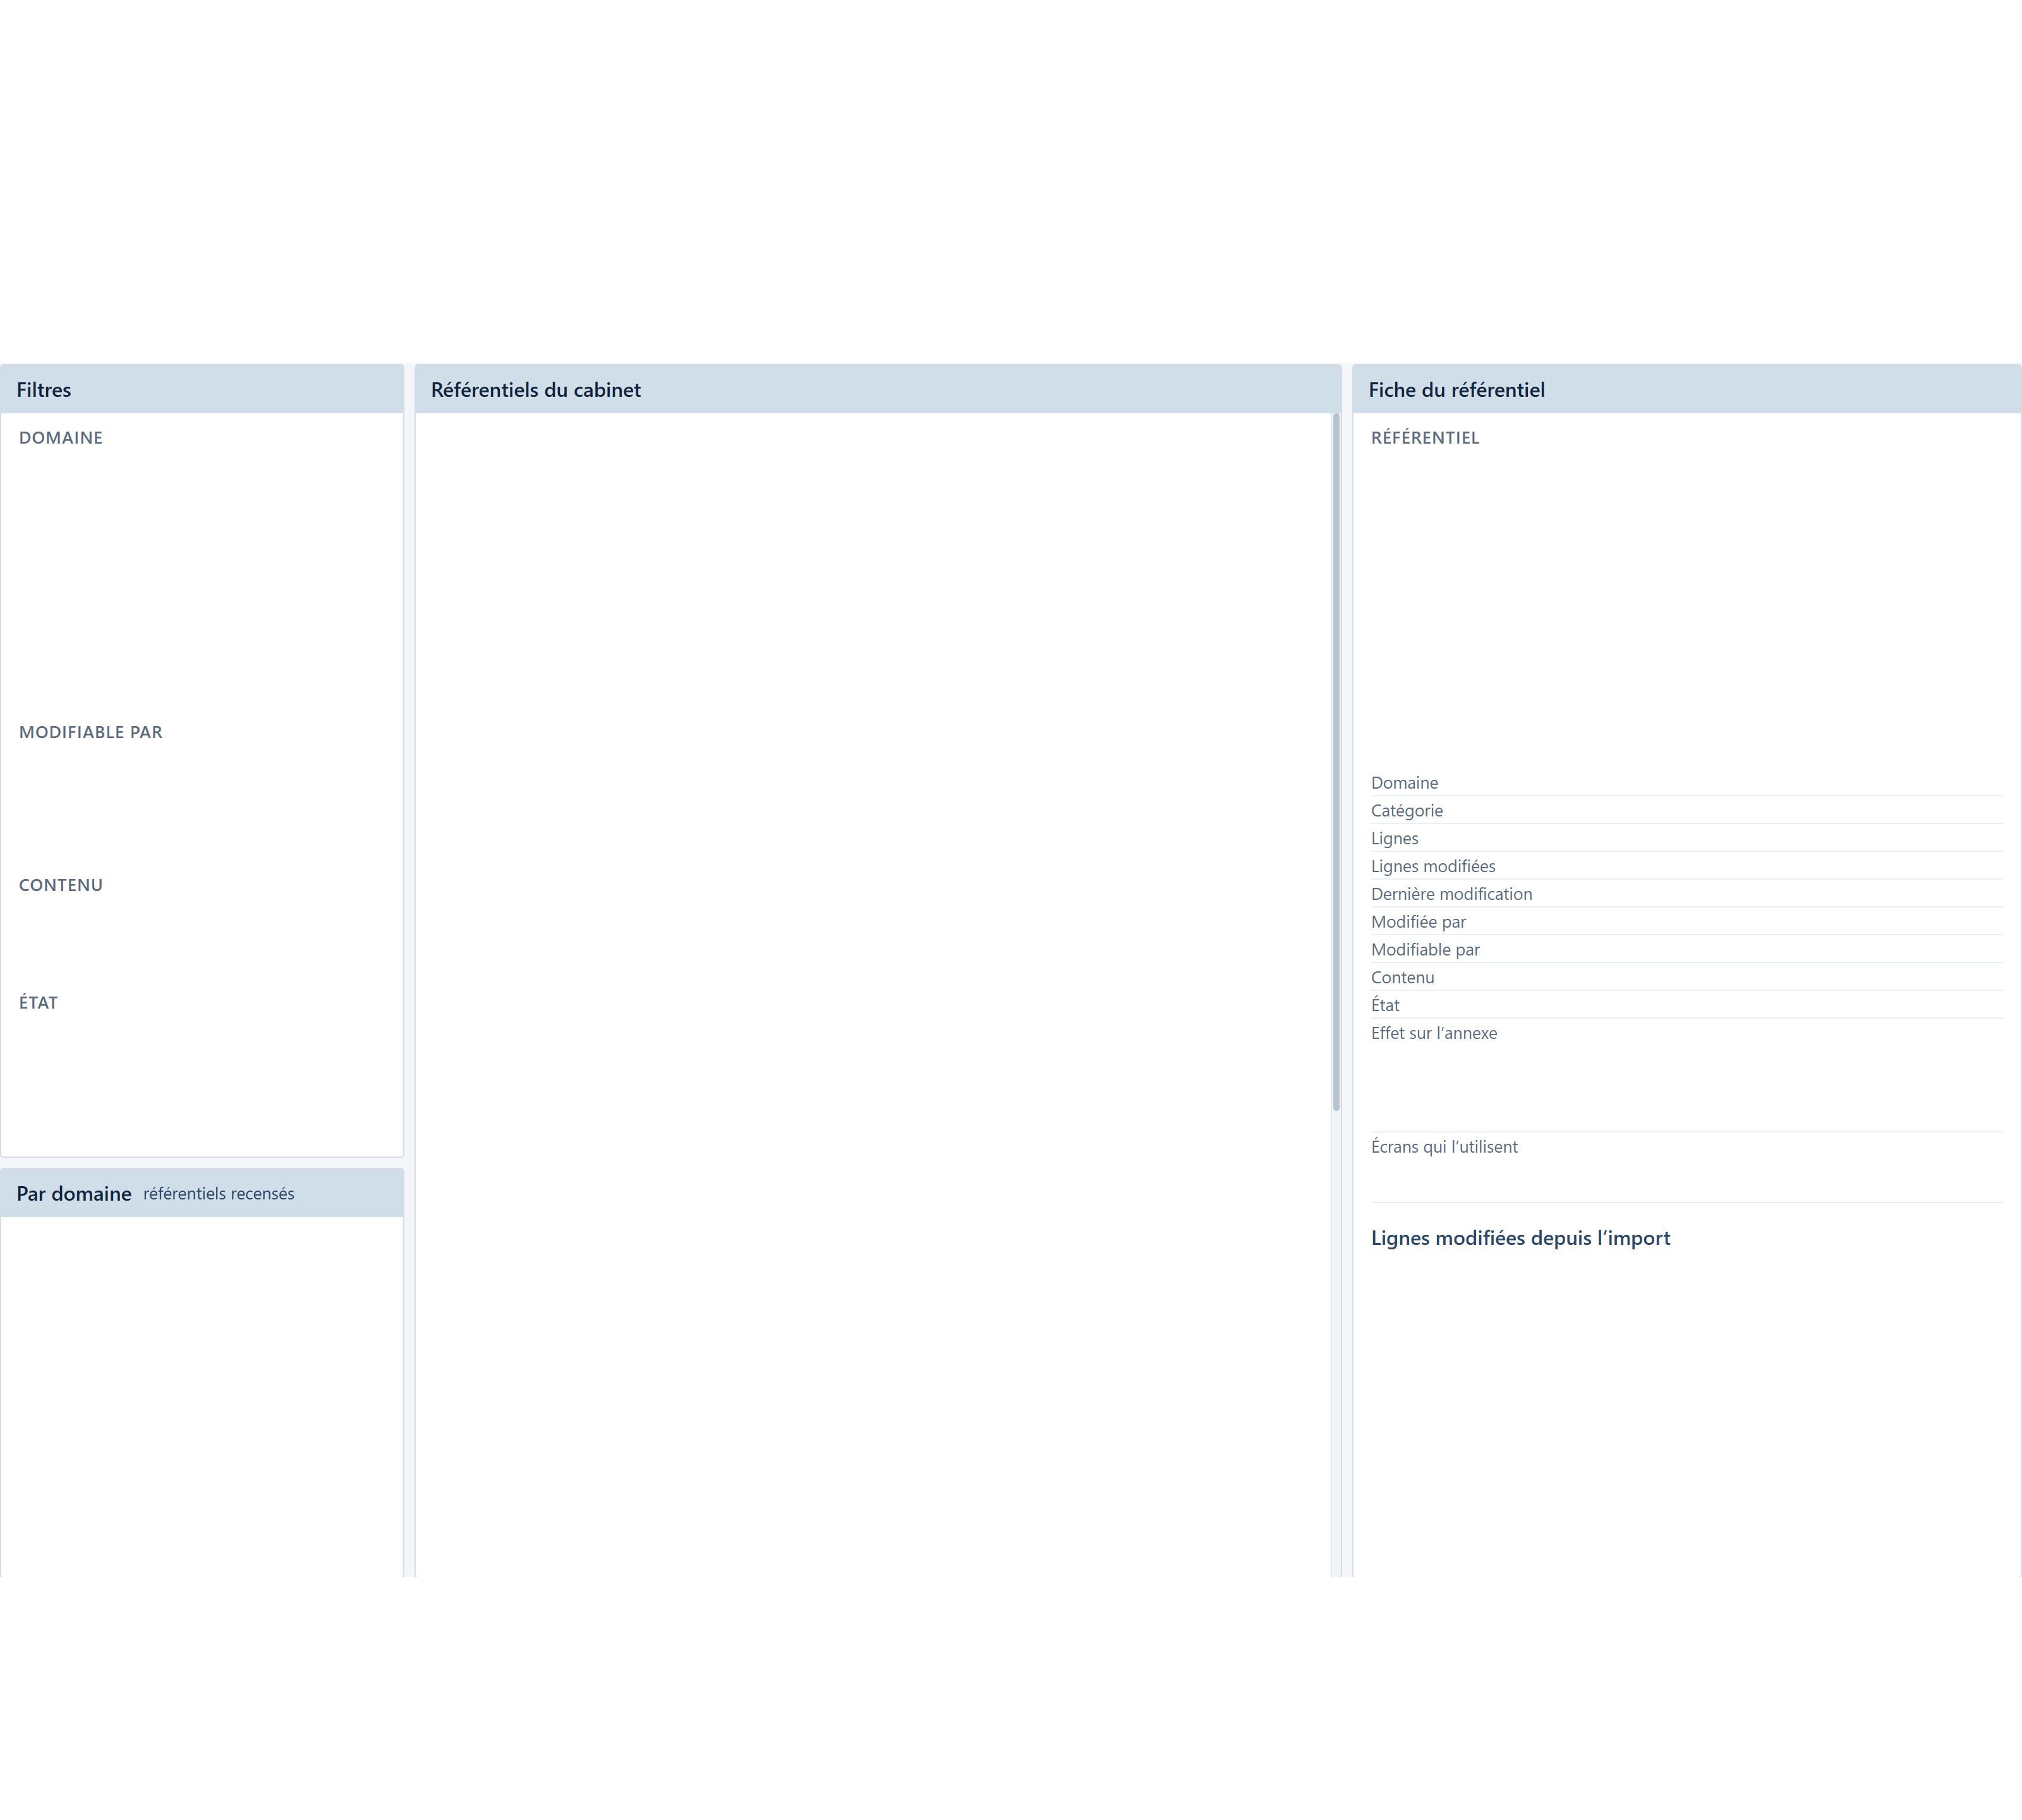 Filtres
DOMAINE
MODIFIABLE PAR
CONTENU
ÉTAT
Par domaine référentiels recensés
Référentiels du cabinet
Fiche du référentiel
RÉFÉRENTIEL
Domaine
Catégorie
Lignes
Lignes modifiées
Dernière modification
Modifiée par
Modifiable par
Contenu
État
Effet sur l’annexe
Écrans qui l’utilisent
Lignes modifiées depuis l’import